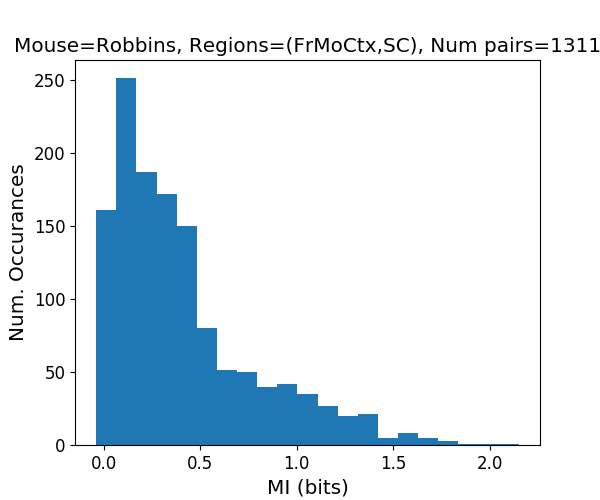 Mouse=Robbins, Regions=(FrMoCtx,SC), Num pairs=1311
250
200
150
100
50
0
Num. Occurances
0.0 0.5 1.0 1.5 2.0
MI (bits)